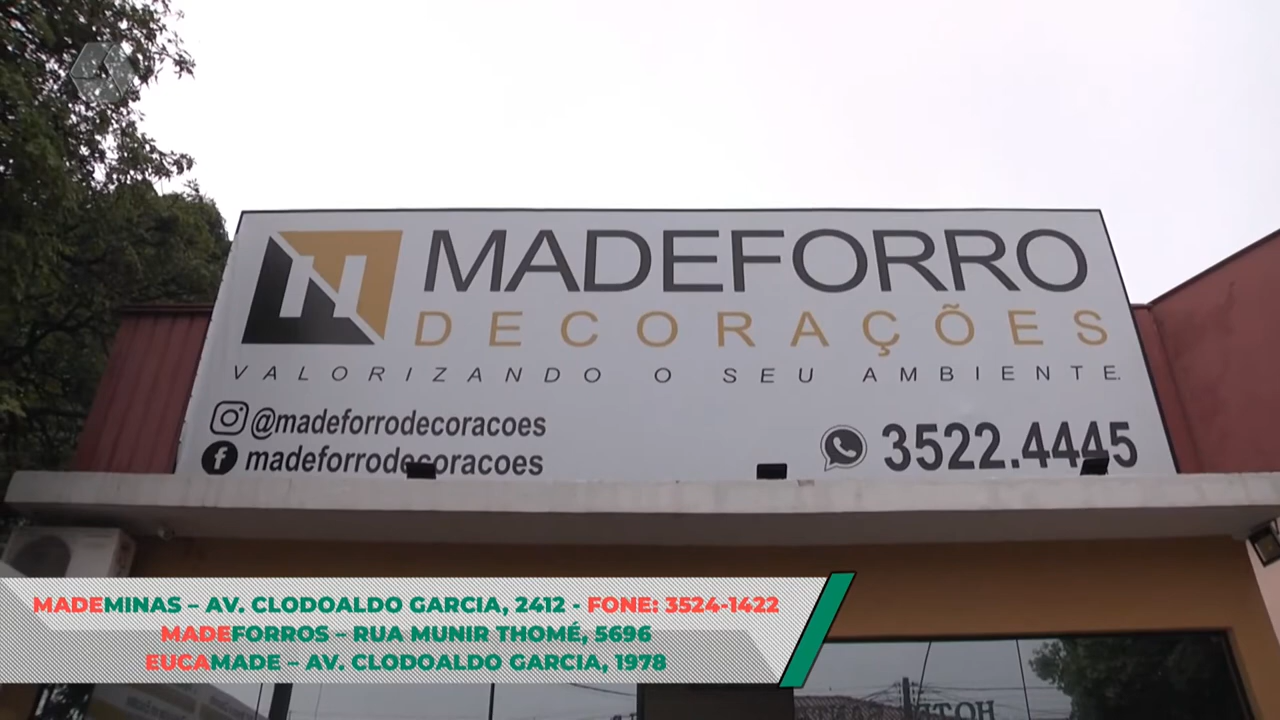 MADEFORRO
DECORAÇÕES
VALORIZANDO O SEU AMBIENTE.
@madeforrodecoracoes
madeforrodecoracoes
3522.4445
MADEMINAS – AV. CLODOALDO GARCIA, 2412 - FONE: 3524-1422
MADEFORROS – RUA MUNIR THOMÉ, 5696
EUCAMADE – AV. CLODOALDO GARCIA, 1978